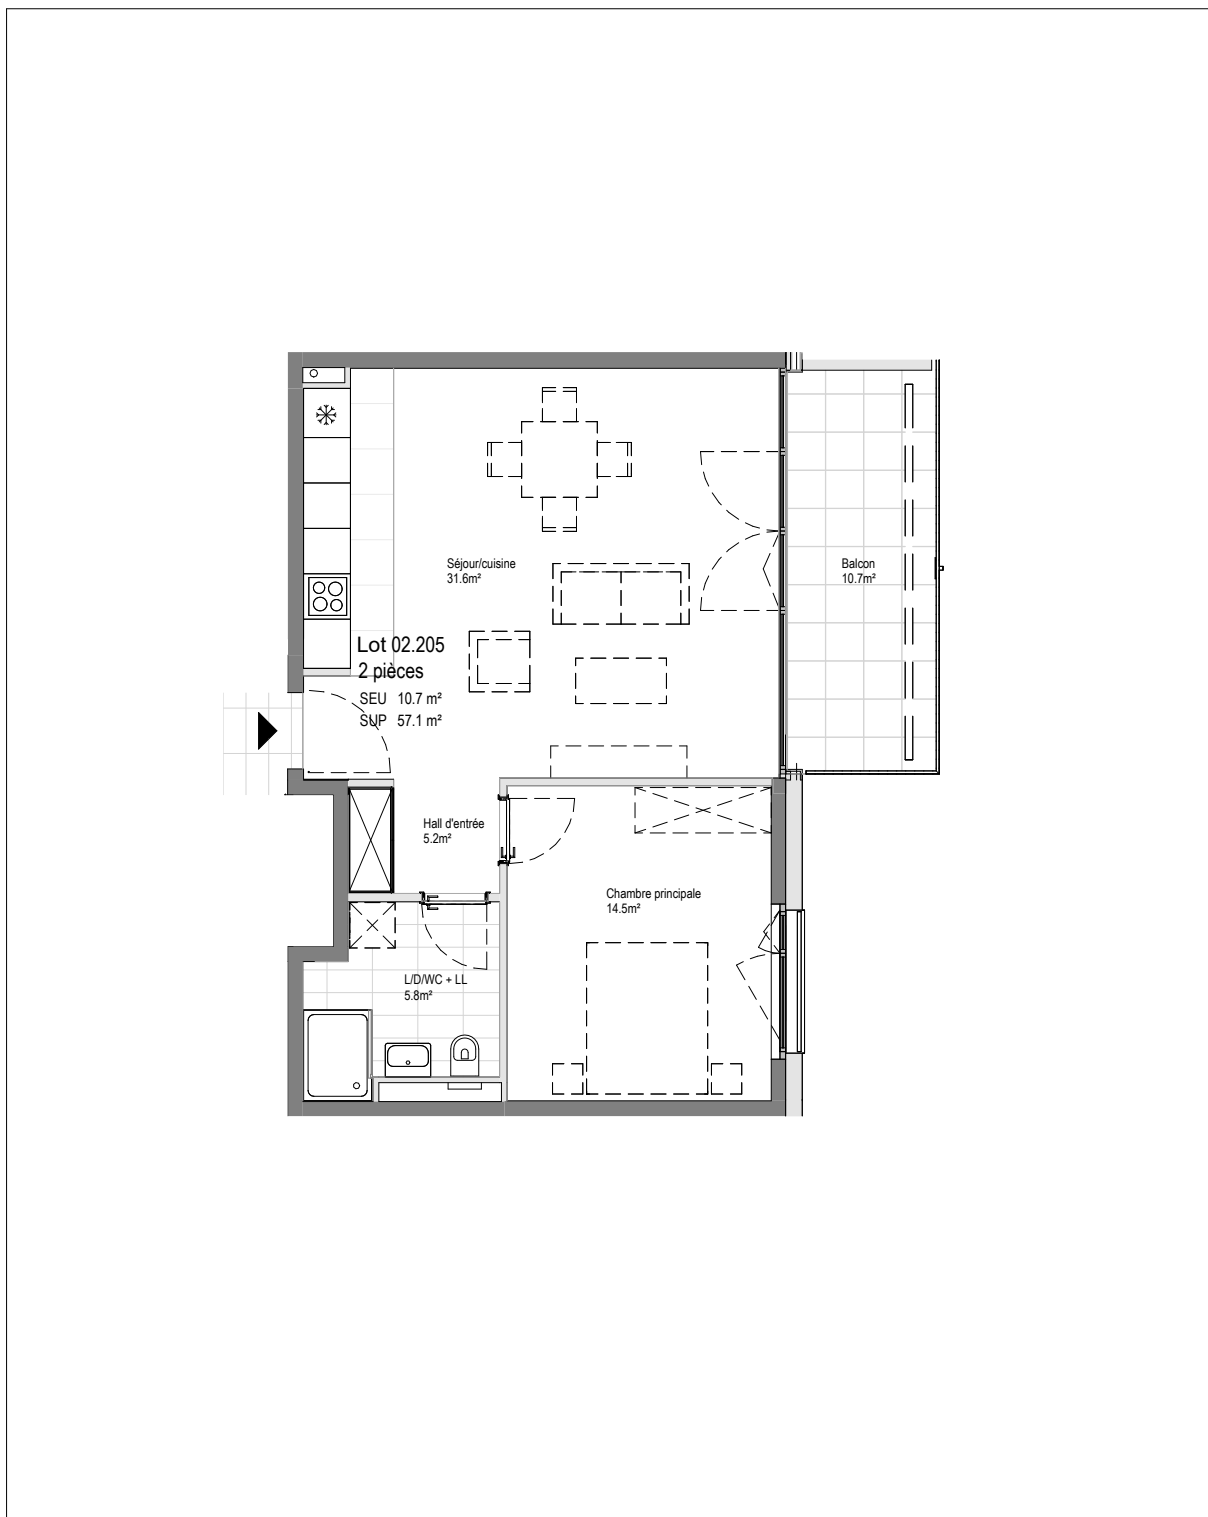 Séjour/cuisine
31.6m²
Balcon
10.7m²
Lot 02.205
2 pièces
SEU 10.7 m²
SUP 57.1 m²
Hall d'entrée
5.2m²
Chambre principale
14.5m²
L/D/WC + LL
5.8m²